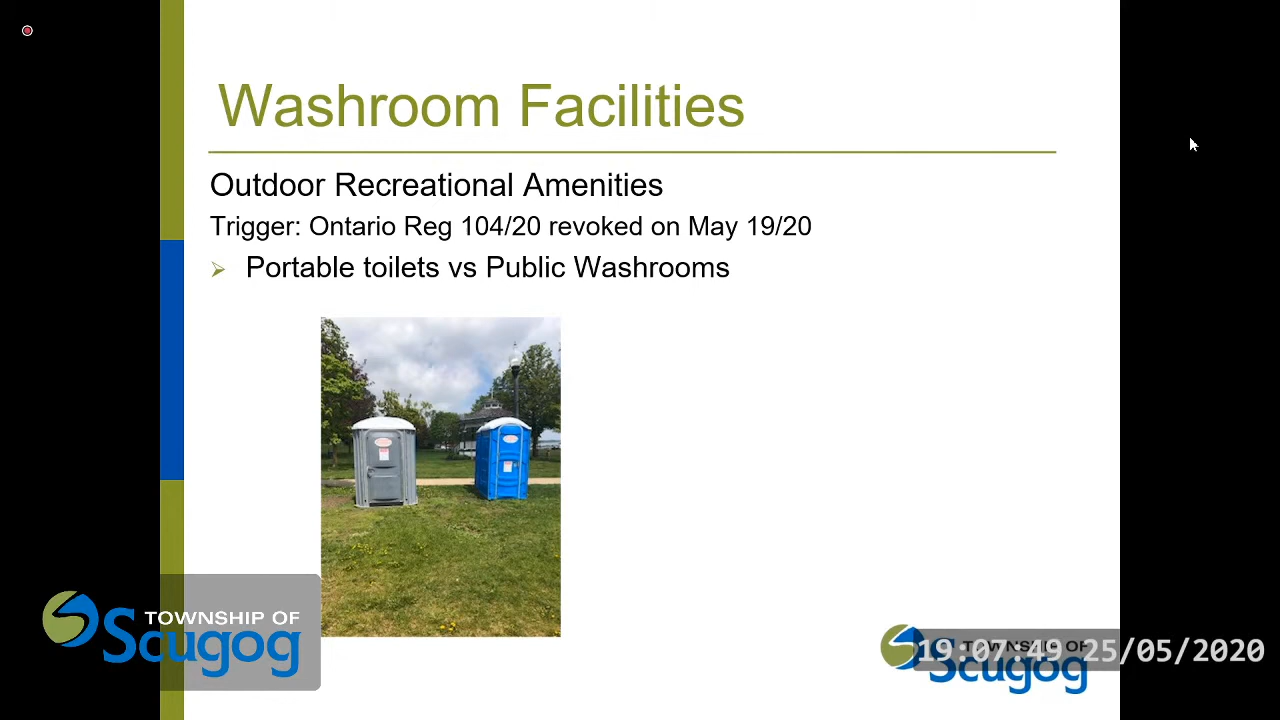 Washroom Facilities
Outdoor Recreational Amenities
Trigger: Ontario Reg 104/20 revoked on May 19/20
Portable toilets vs Public Washrooms
TOWNSHIP OF
Scugog
TOWNSHIP OF
19:07:49 25/05/2020
Scugog